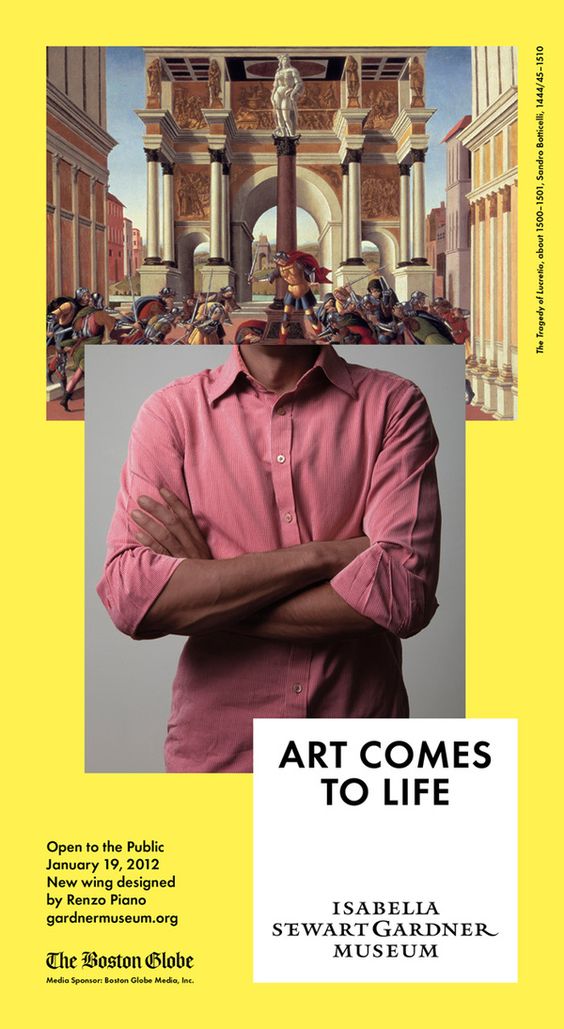 The Tragedy of Lucretia, about 1500–1501, Sandro Botticelli, 1444/45–1510
ART COMES
TO LIFE
Open to the Public
January 19, 2012
New wing designed
by Renzo Piano
gardnermuseum.org
The Boston Globe
Media Sponsor: Boston Globe Media, Inc.
ISABELLA
STEWART GARDNER
MUSEUM